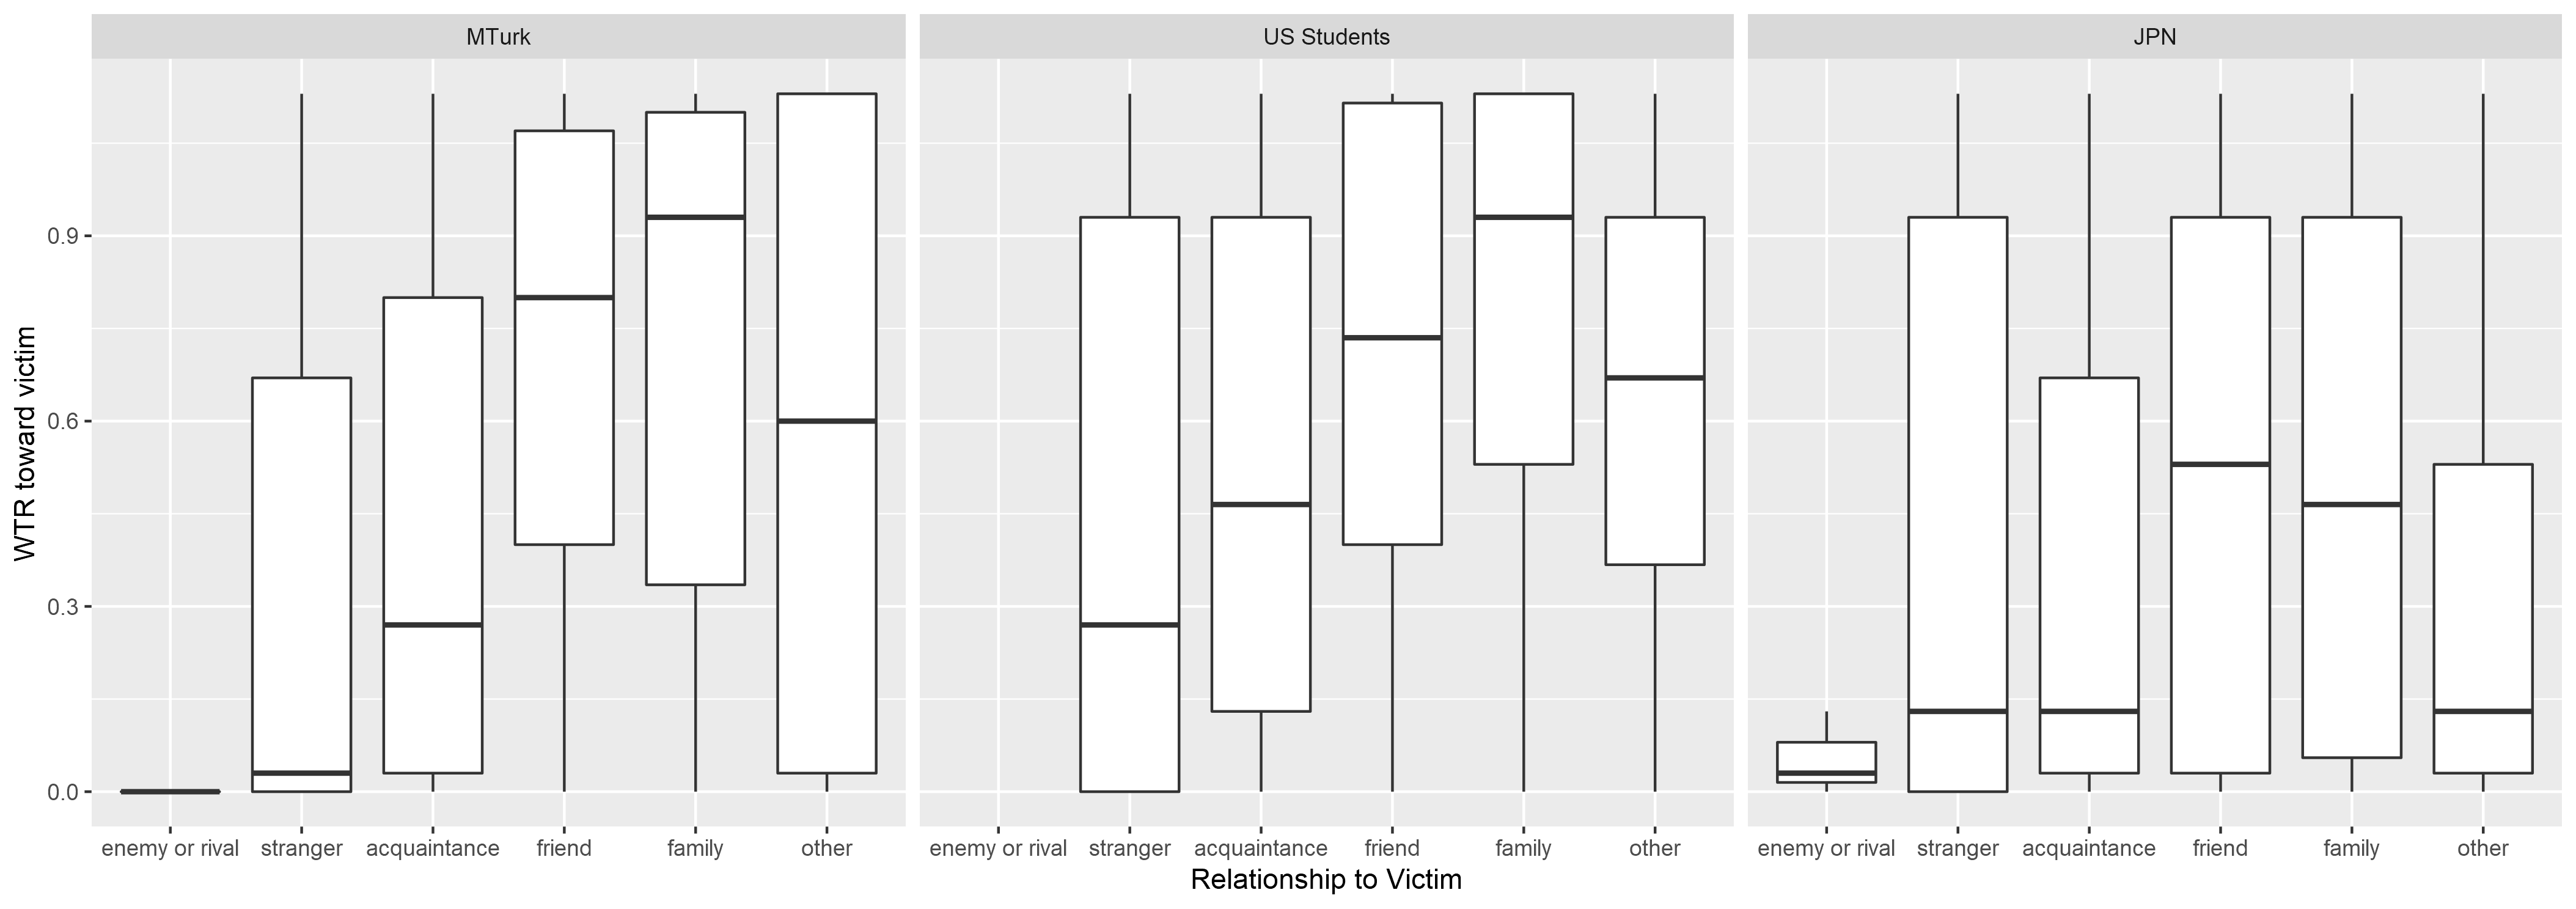 MTurk US Students JPN
WTR toward victim
0.9
0.6
0.3
0.0
enemy or rival stranger acquaintance friend family other enemy or rival stranger acquaintance friend family other enemy or rival stranger acquaintance friend family other
Relationship to Victim